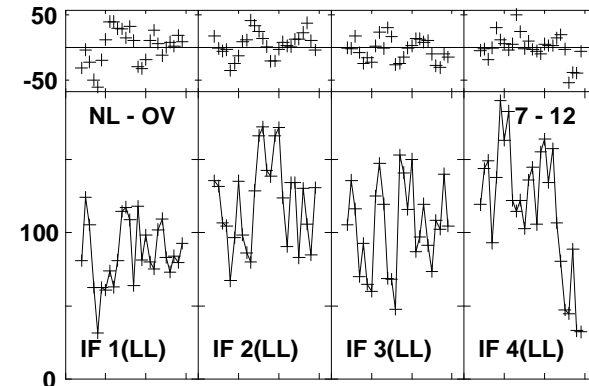 50
-50
NL - OV
7 - 12
100
IF 1(LL)
IF 2(LL)
IF 3(LL)
IF 4(LL)
0